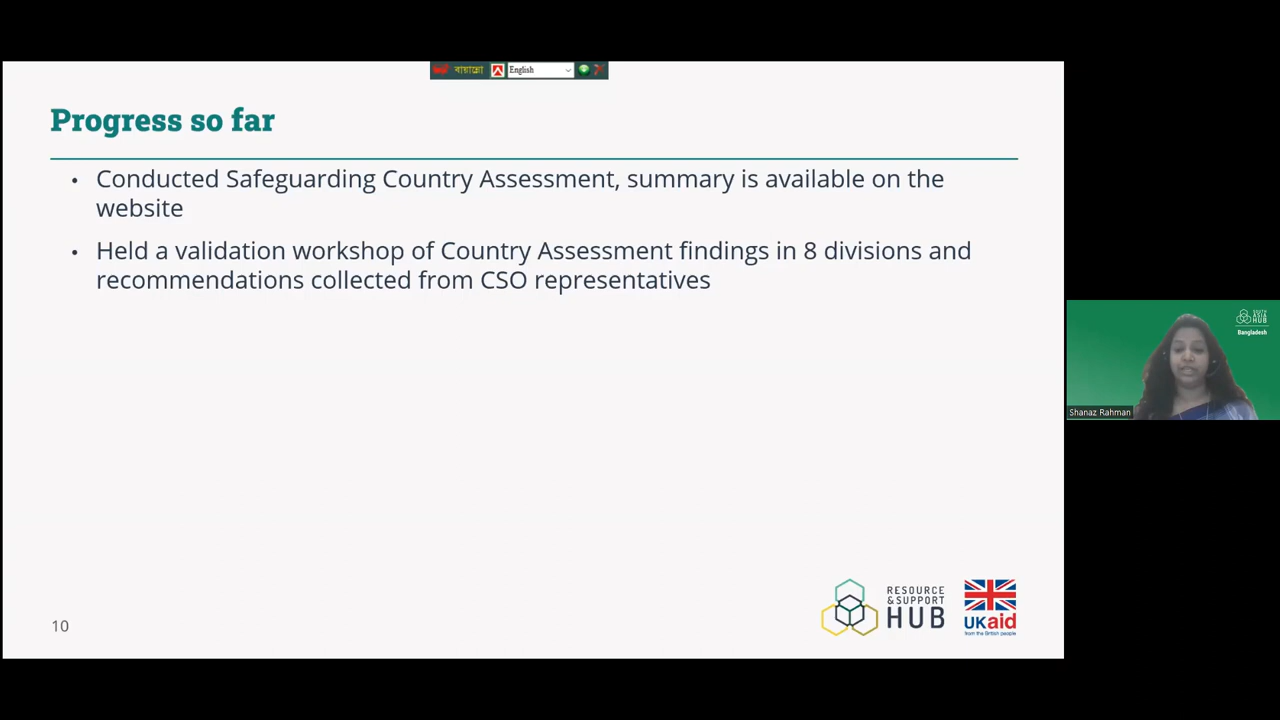 বায়ান্নো
English
Progress so far
• Conducted Safeguarding Country Assessment, summary is available on the
website
• Held a validation workshop of Country Assessment findings in 8 divisions and
recommendations collected from CSO representatives
HUB
Bangladesh
Shanaz Rahman
RESOURCE
& SUPPORT
HUB
UKaid
from the British people
10